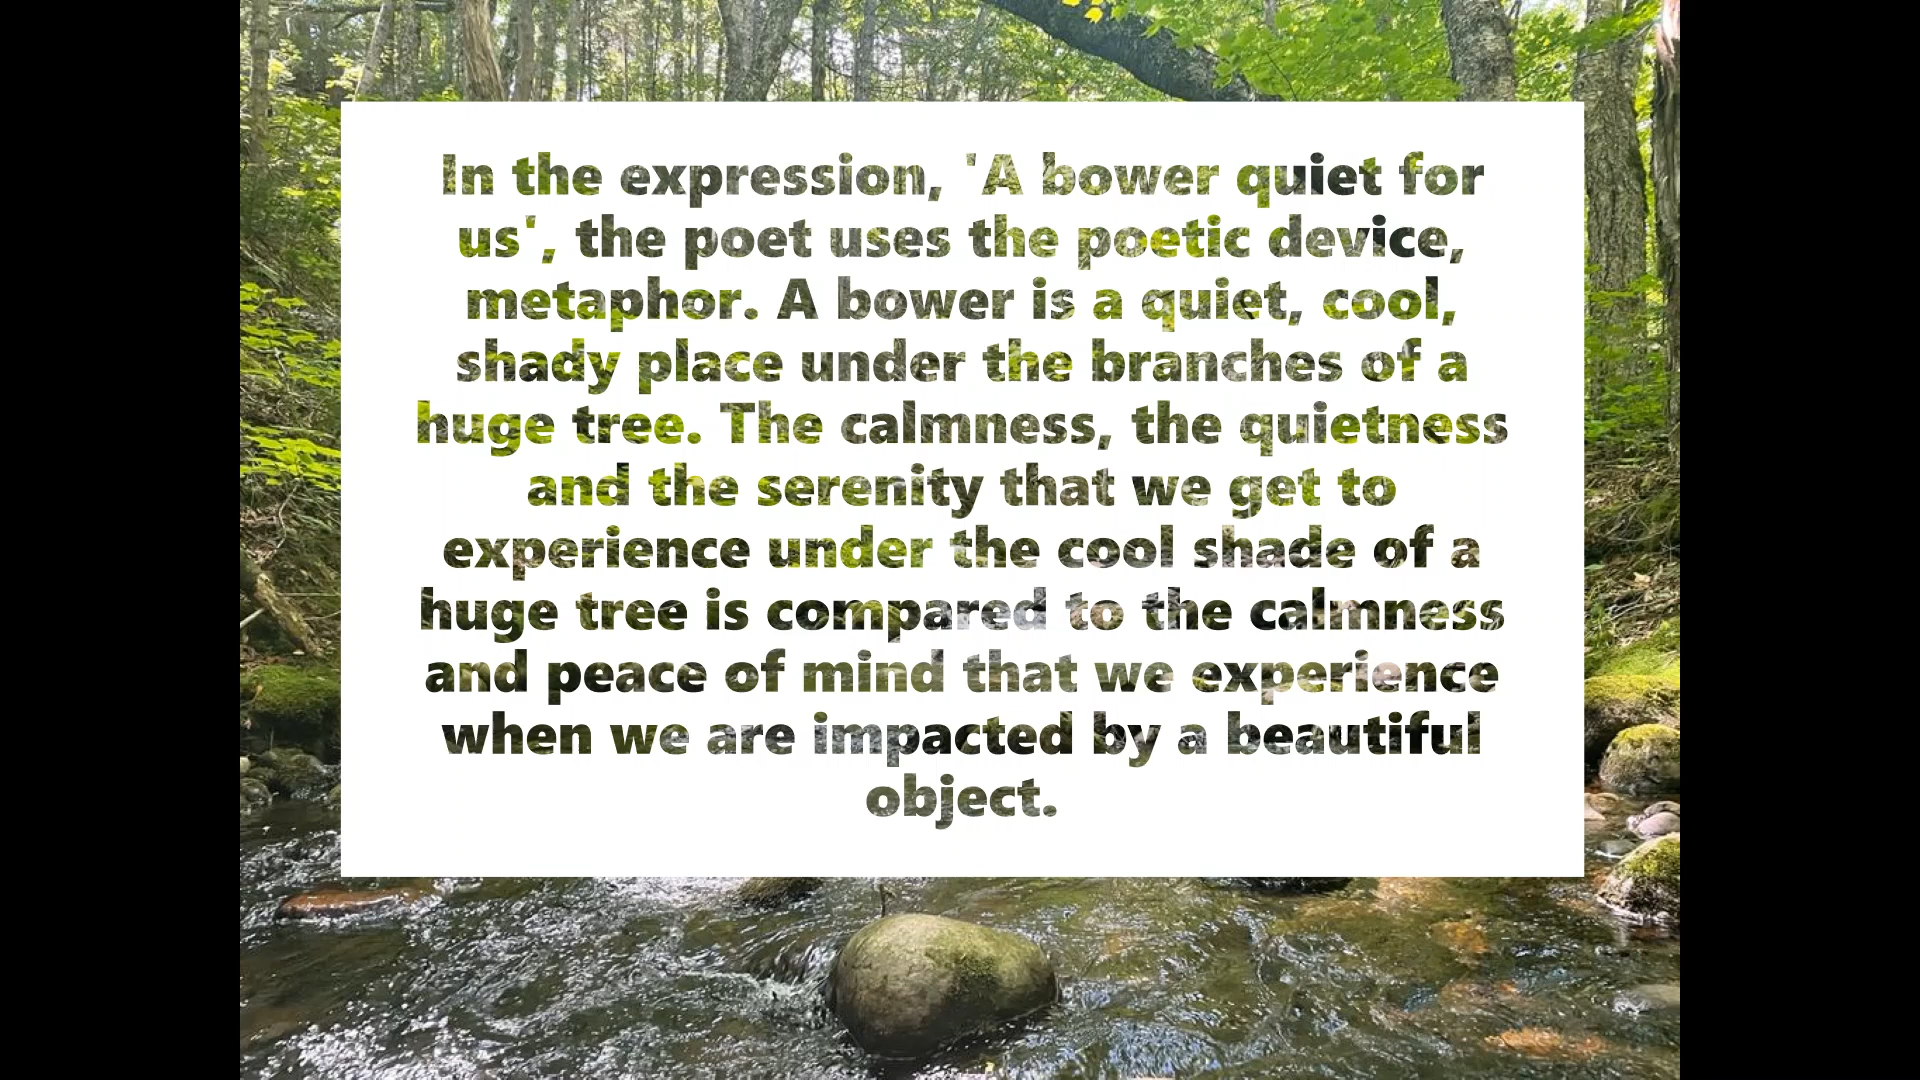 In the expression, 'A bower quiet for
us', the poet uses the poetic device,
metaphor. A bower is a quiet, cool,
shady place under the branches of a
huge tree. The calmness, the quietness
and the serenity that we get to
experience under the cool shade of a
huge tree is compared to the calmness
and peace of mind that we experience
when we are impacted by a beautiful
object.